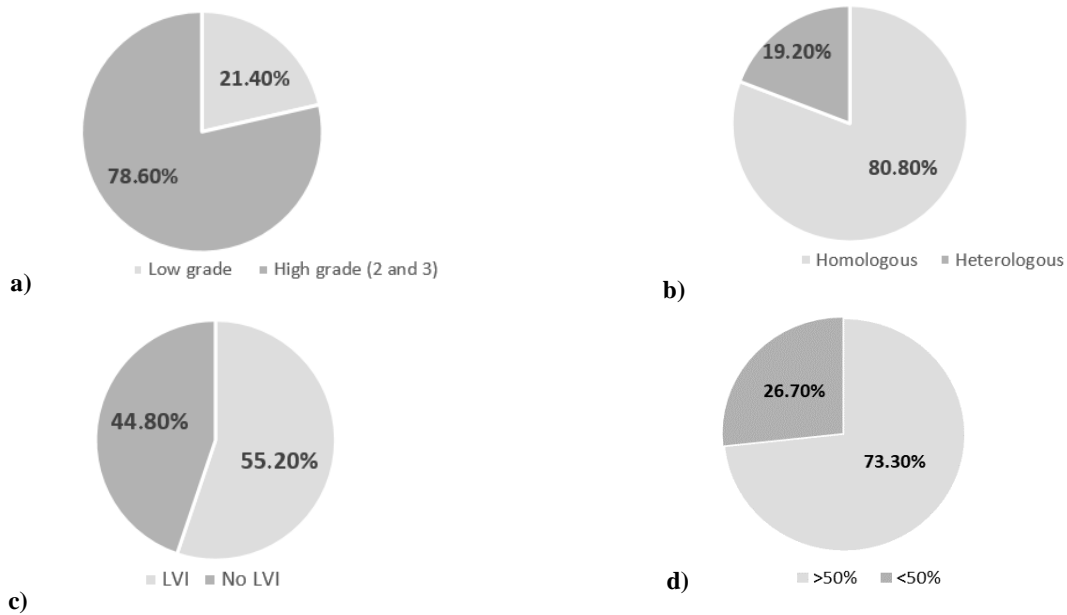 21.40%
78.60%
Low grade High grade (2 and 3)
a)
19.20%
80.80%
Homologous Heterologous
b)
44.80%
55.20%
LVI No LVI
c)
26.70%
73.30%
>50% <50%
d)